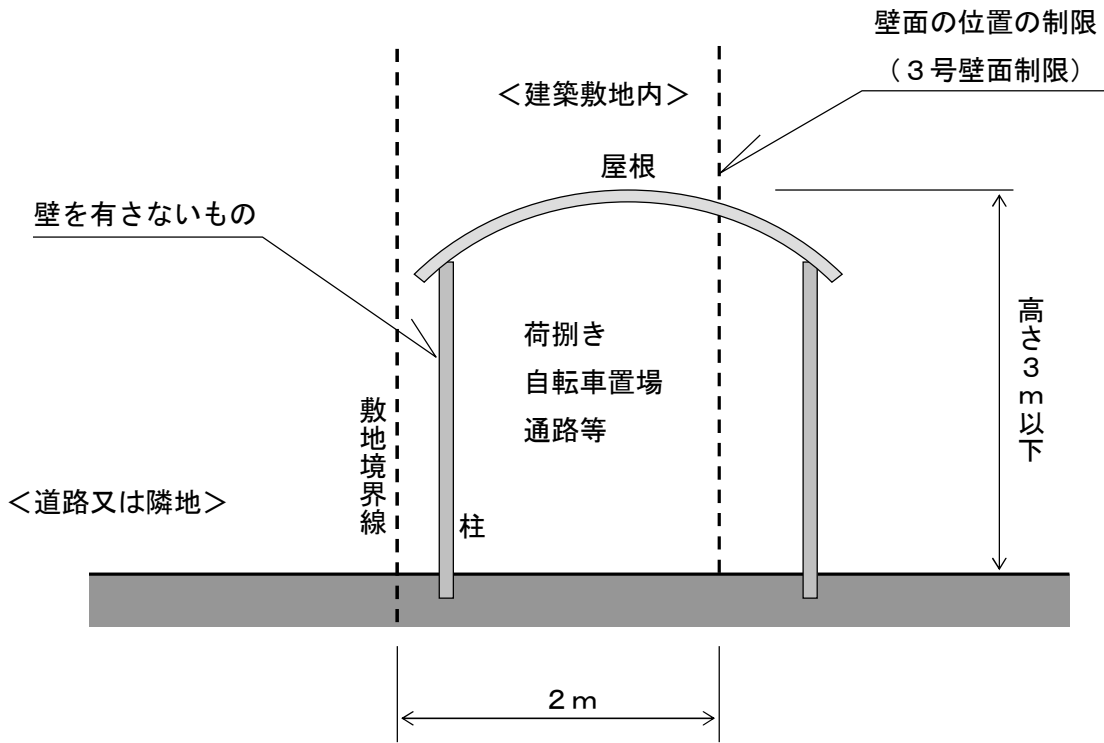 壁面の位置の制限
（３号壁面制限）
＜建築敷地内＞
屋根
壁を有さないもの
荷捌き
自転車置場
通路等
高さ３ｍ以下
敷地境界線
＜道路又は隣地＞
柱
２ｍ